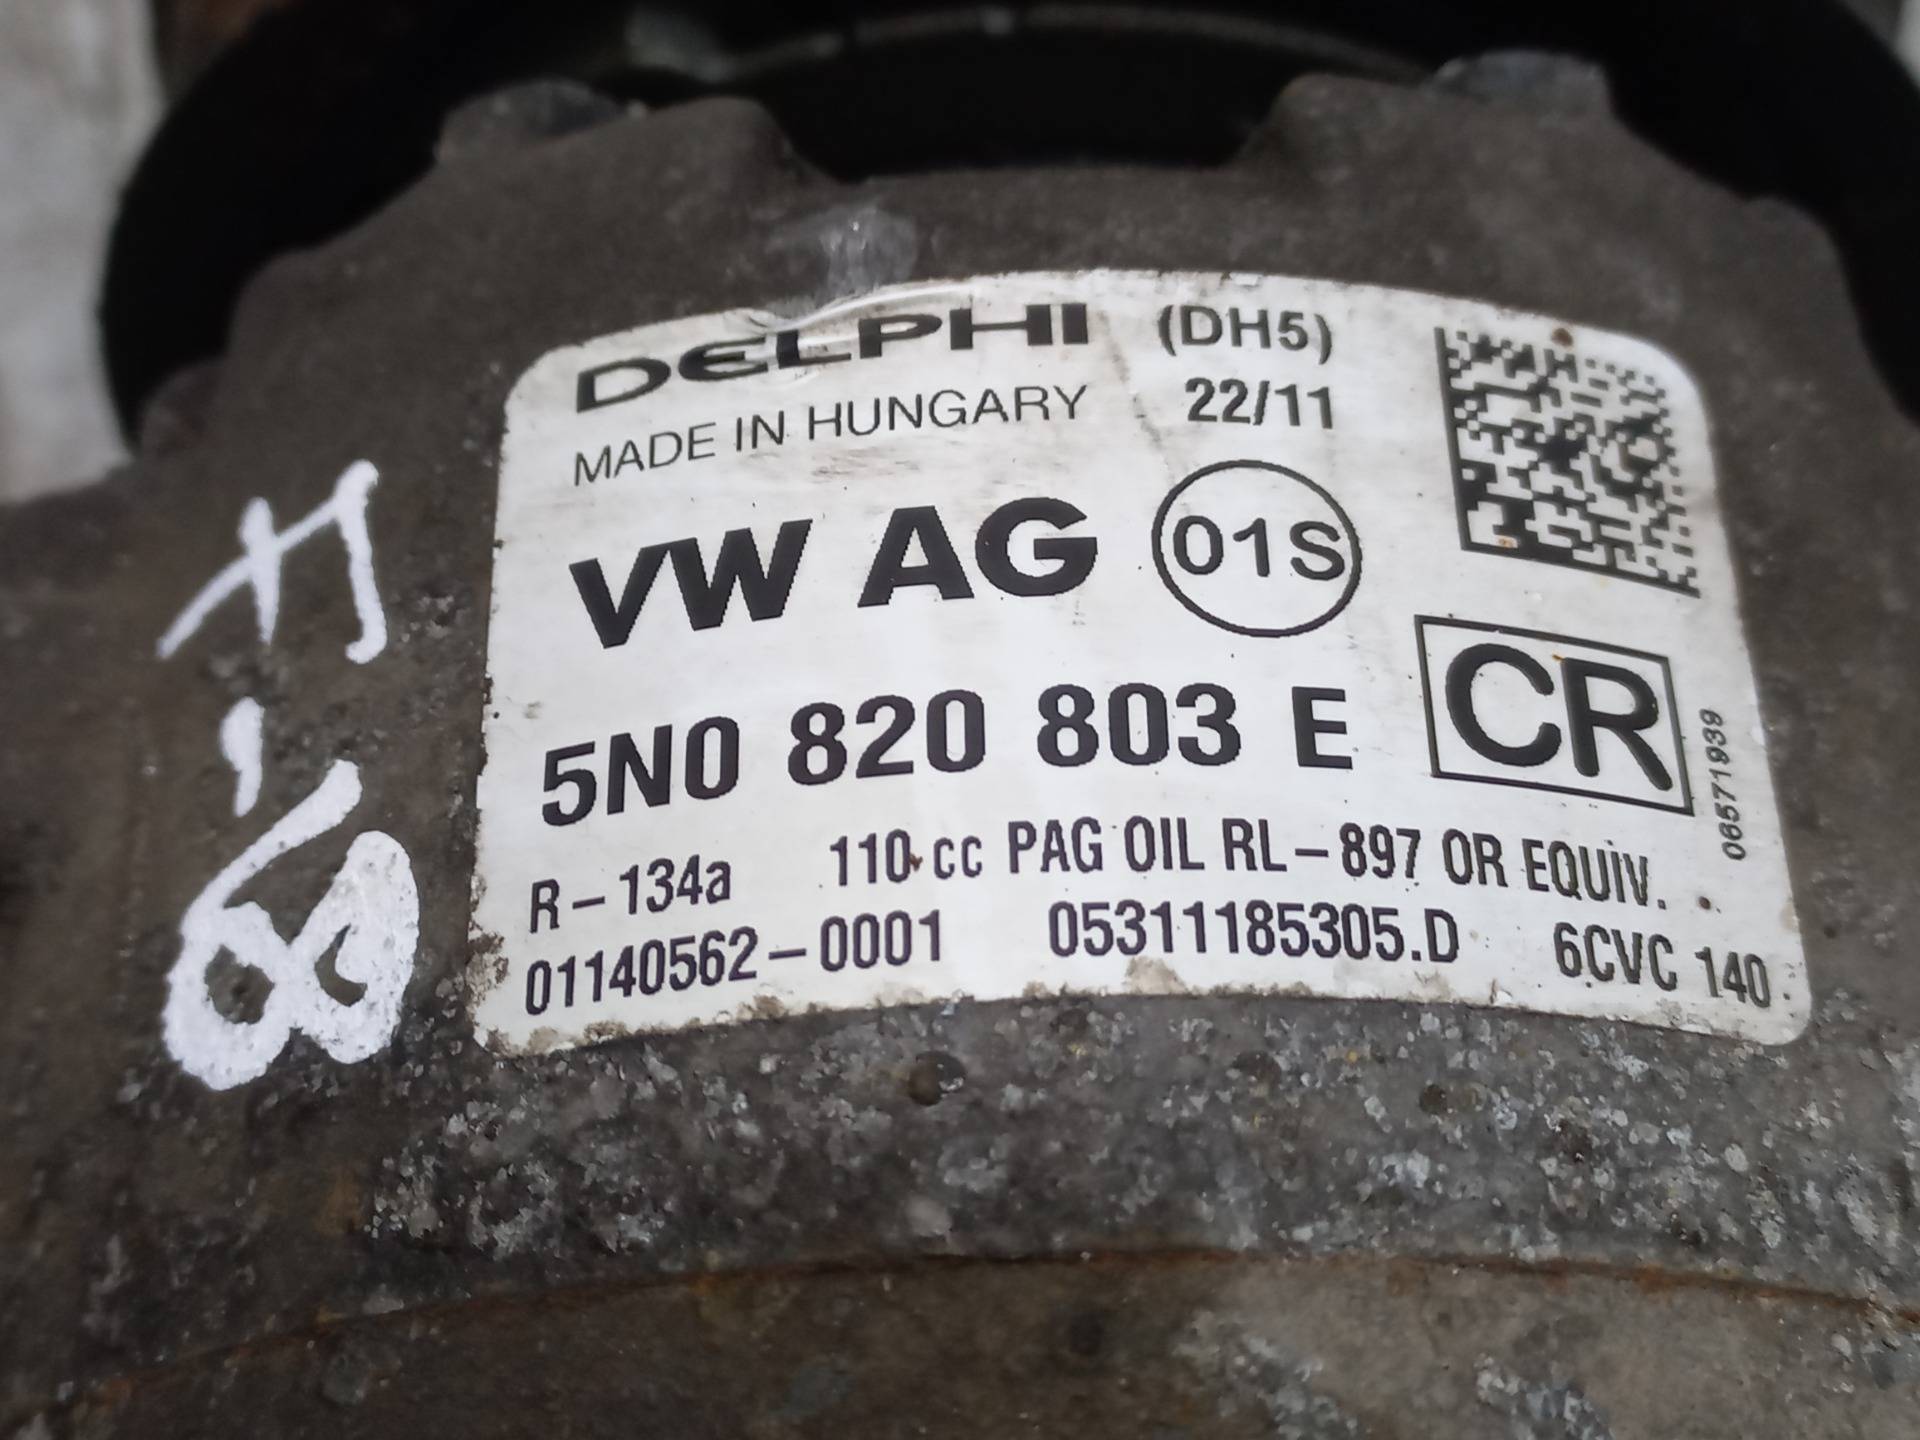 DELPHI (DH5)
MADE IN HUNGARY 22/11
VW AG 01S
5N0 820 803 E CR
06571939
R-134a 110 cc PAG OIL RL-897 OR EQUIV.
01140562-0001 05311185305.D 6CVC 140